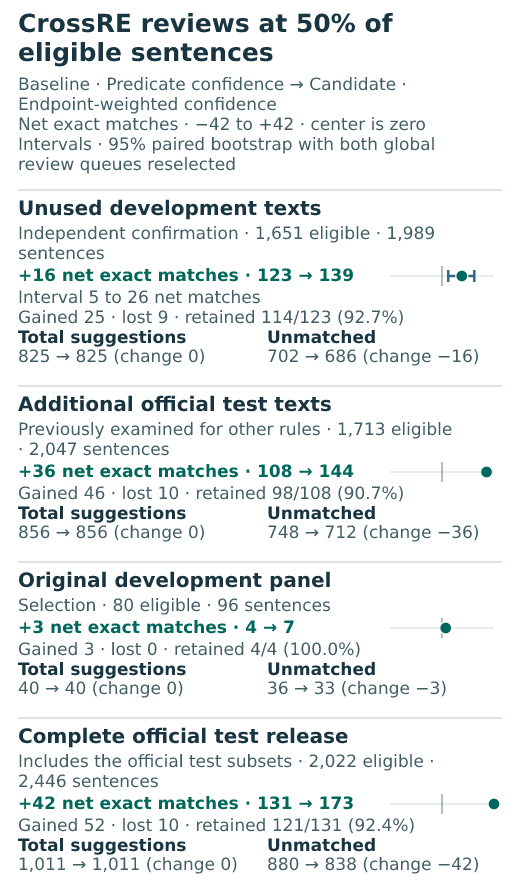 CrossRE reviews at 50% of
eligible sentences
Baseline · Predicate confidence → Candidate ·
Endpoint-weighted confidence
Net exact matches · −42 to +42 · center is zero
Intervals · 95% paired bootstrap with both global
review queues reselected
Unused development texts
Independent confirmation · 1,651 eligible · 1,989
sentences
+16 net exact matches · 123 → 139
Interval 5 to 26 net matches
Gained 25 · lost 9 · retained 114/123 (92.7%)
Total suggestions Unmatched
825 → 825 (change 0) 702 → 686 (change −16)
Additional official test texts
Previously examined for other rules · 1,713 eligible
· 2,047 sentences
+36 net exact matches · 108 → 144
Gained 46 · lost 10 · retained 98/108 (90.7%)
Total suggestions Unmatched
856 → 856 (change 0) 748 → 712 (change −36)
Original development panel
Selection · 80 eligible · 96 sentences
+3 net exact matches · 4 → 7
Gained 3 · lost 0 · retained 4/4 (100.0%)
Total suggestions Unmatched
40 → 40 (change 0) 36 → 33 (change −3)
Complete official test release
Includes the official test subsets · 2,022 eligible ·
2,446 sentences
+42 net exact matches · 131 → 173
Gained 52 · lost 10 · retained 121/131 (92.4%)
Total suggestions Unmatched
1,011 → 1,011 (change 0) 880 → 838 (change −42)